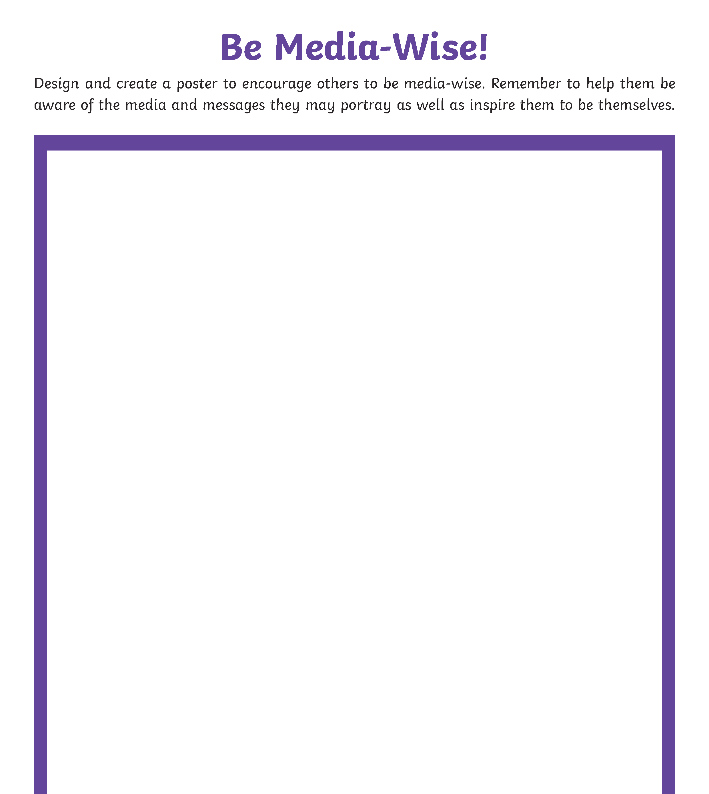 Be Media-Wise!
Design and create a poster to encourage others to be media-wise. Remember to help them be
aware of the media and messages they may portray as well as inspire them to be themselves.